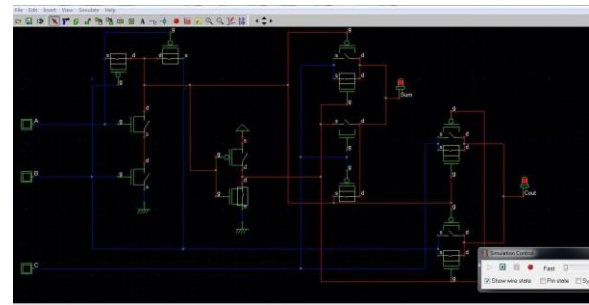 File Edit Insert View Simulate Help
A
g
g
s d d s
g
d
g
s
d
g
s
s
g
d
d
g
s
g
s d
g
s d
g
s d
g
s d
Sum
g
s d
g
g
s d
g
Cout
A
B
C
Simulation Control
Fast
Show wire state Pin state